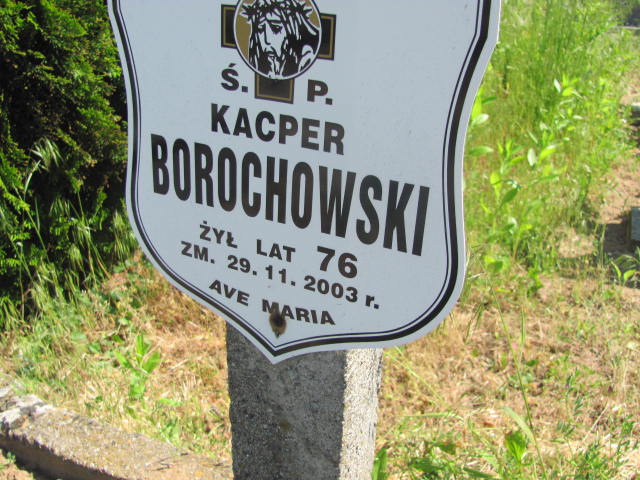 Ś. P.
KACPER
BOROCHOWSKI
ŻYŁ LAT 76
ZM. 29.11.2003 r.
AVE MARIA